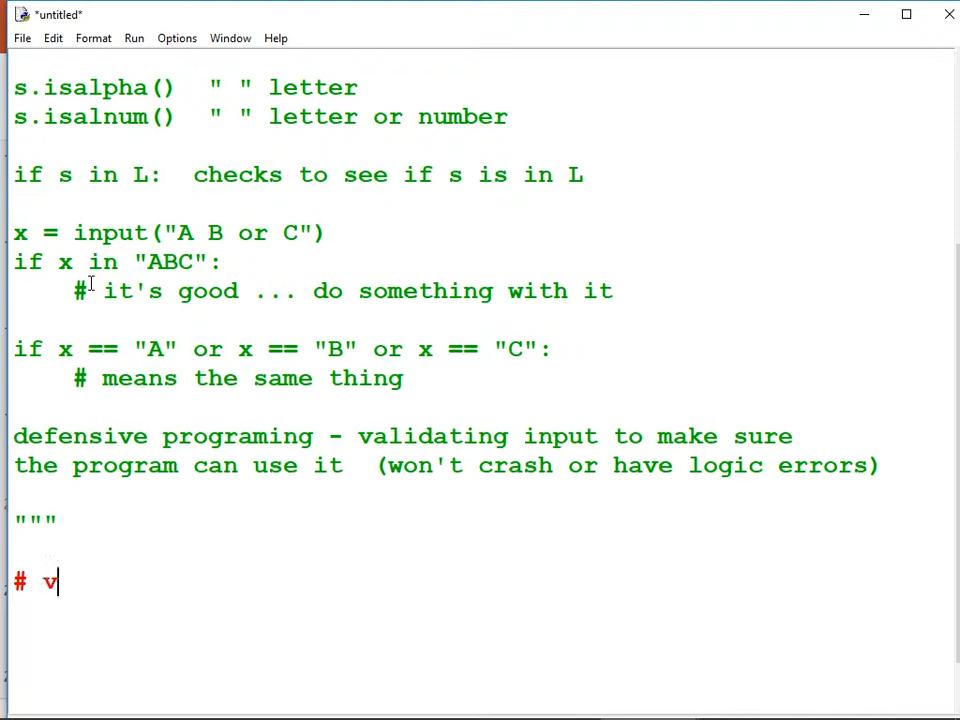 *untitled*
File Edit Format Run Options Window Help
s.isalpha()  " " letter
s.isalnum()  " " letter or number
if s in L:  checks to see if s is in L
x = input("A B or C")
if x in "ABC":
    # it's good ... do something with it
if x == "A" or x == "B" or x == "C":
    # means the same thing
defensive programing - validating input to make sure
the program can use it  (won't crash or have logic errors)
"""
# v